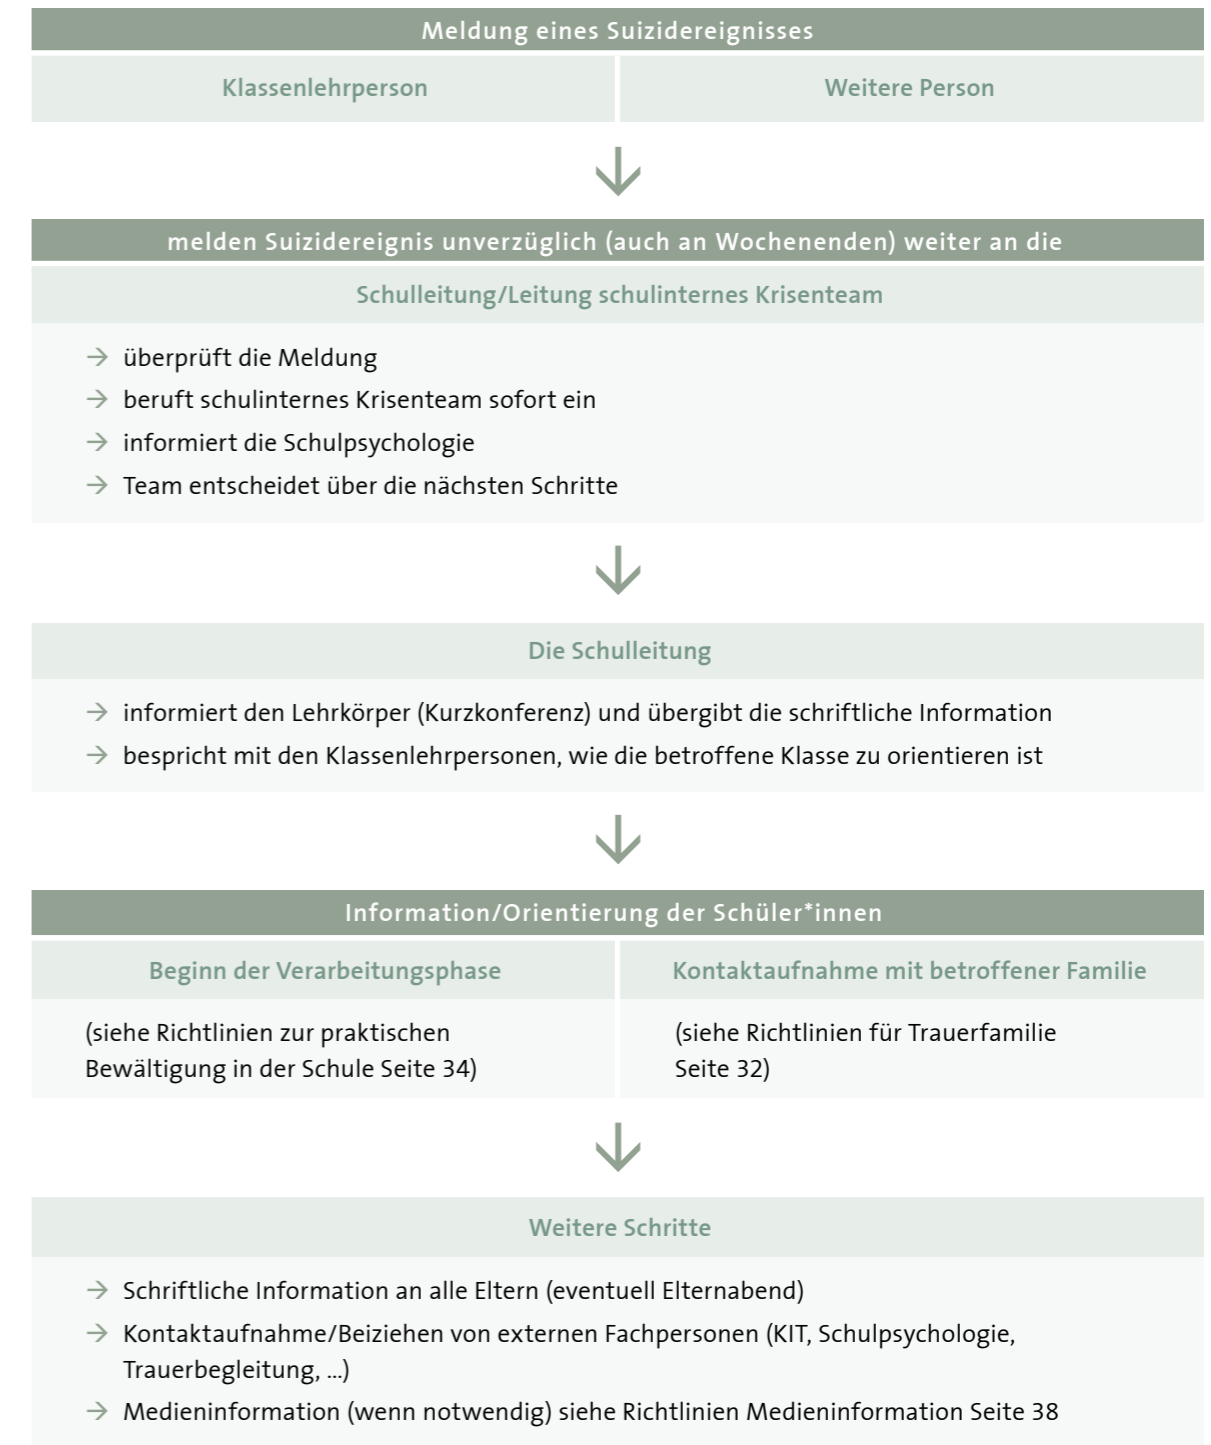 Meldung eines Suizidereignisses
Klassenlehrperson
Weitere Person
melden Suizidereignis unverzüglich (auch an Wochenenden) weiter an die
Schulleitung/Leitung schulinternes Krisenteam
→ überprüft die Meldung
→ beruft schulinternes Krisenteam sofort ein
→ informiert die Schulpsychologie
→ Team entscheidet über die nächsten Schritte
Die Schulleitung
→ informiert den Lehrkörper (Kurzkonferenz) und übergibt die schriftliche Information
→ bespricht mit den Klassenlehrpersonen, wie die betroffene Klasse zu orientieren ist
Information/Orientierung der Schüler*innen
Beginn der Verarbeitungsphase
(siehe Richtlinien zur praktischen
Bewältigung in der Schule Seite 34)
Kontaktaufnahme mit betroffener Familie
(siehe Richtlinien für Trauerfamilie
Seite 32)
Weitere Schritte
→ Schriftliche Information an alle Eltern (eventuell Elternabend)
→ Kontaktaufnahme/Beiziehen von externen Fachpersonen (KIT, Schulpsychologie,
Trauerbegleitung, ...)
→ Medieninformation (wenn notwendig) siehe Richtlinien Medieninformation Seite 38